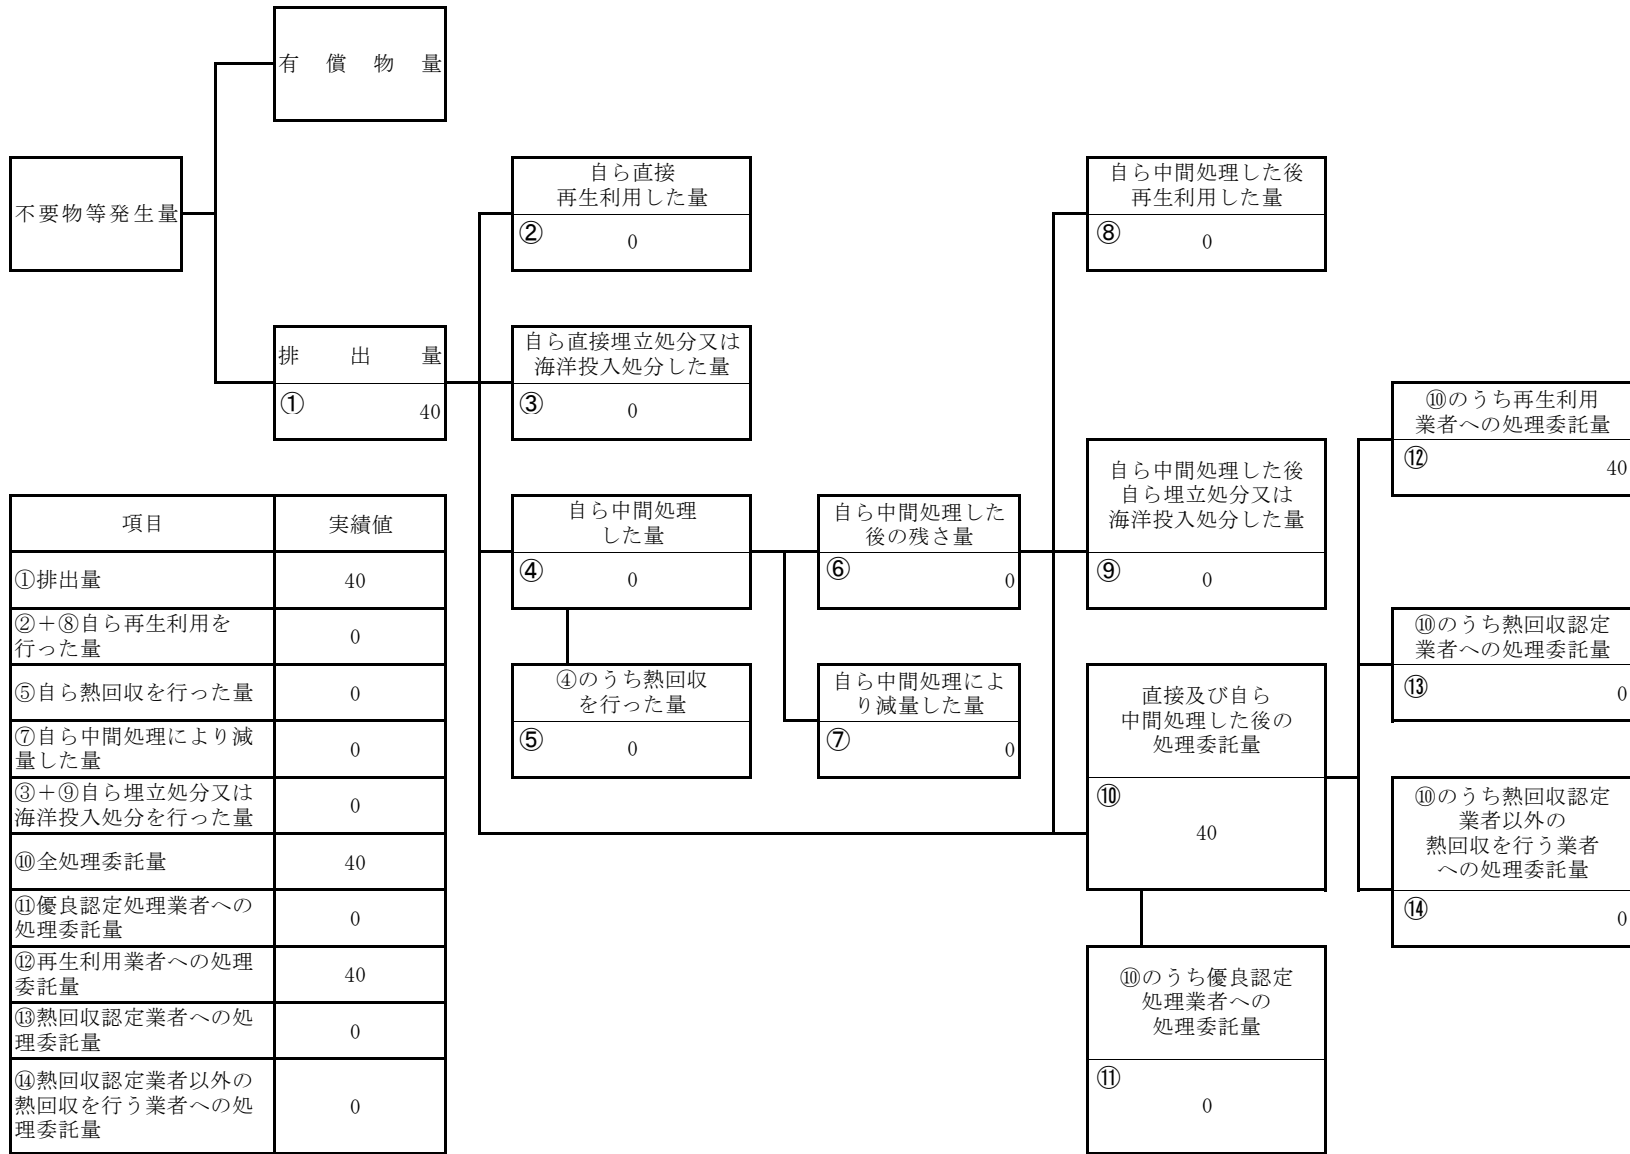 有償物量
不要物等発生量
排出量
① 40
自ら直接
再生利用した量
② 0
自ら直接埋立処分又は
海洋投入処分した量
③ 0
自ら中間処理
した量
④ 0
④のうち熱回収
を行った量
⑤ 0
自ら中間処理した
後の残さ量
⑥ 0
自ら中間処理によ
り減量した量
⑦ 0
自ら中間処理した後
再生利用した量
⑧ 0
自ら中間処理した後
自ら埋立処分又は
海洋投入処分した量
⑨ 0
直接及び自ら
中間処理した後の
処理委託量
⑩
40
⑩のうち優良認定
処理業者への
処理委託量
⑪
0
⑩のうち再生利用
業者への処理委託量
⑫ 40
⑩のうち熱回収認定
業者への処理委託量
⑬ 0
⑩のうち熱回収認定
業者以外の
熱回収を行う業者
への処理委託量
⑭ 0
項目 実績値
①排出量 40
②＋⑧自ら再生利用を
行った量 0
⑤自ら熱回収を行った量 0
⑦自ら中間処理により減
量した量 0
③＋⑨自ら埋立処分又は
海洋投入処分を行った量 0
⑩全処理委託量 40
⑪優良認定処理業者への
処理委託量 0
⑫再生利用業者への処理
委託量 40
⑬熱回収認定業者への処
理委託量 0
⑭熱回収認定業者以外の
熱回収を行う業者への処
理委託量 0